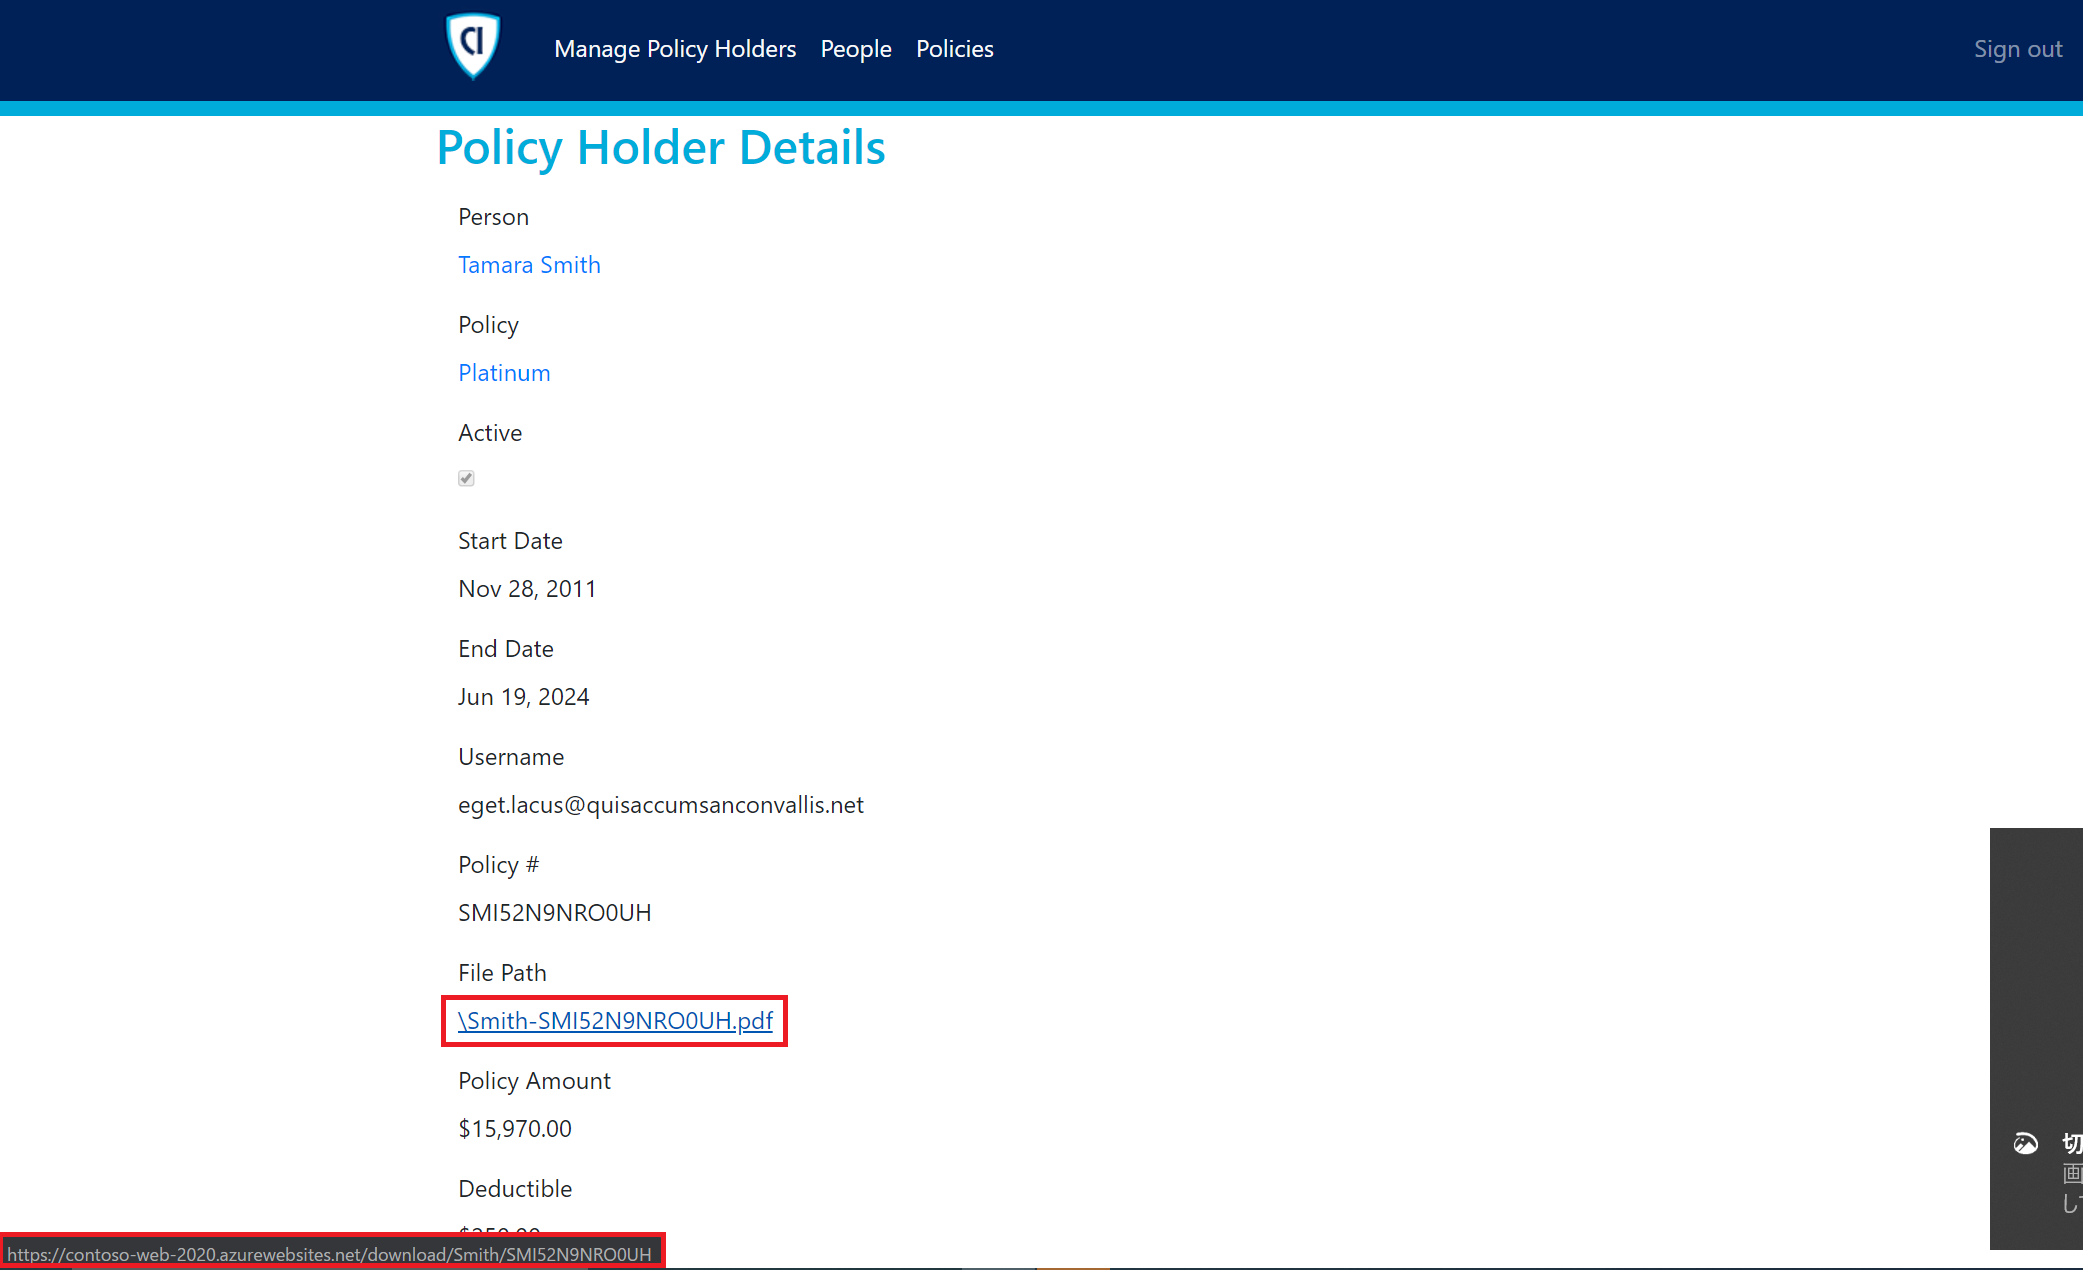 CI
Manage Policy Holders People Policies
Sign out
Policy Holder Details
Person
Tamara Smith
Policy
Platinum
Active
Start Date
Nov 28, 2011
End Date
Jun 19, 2024
Username
eget.lacus@quisaccumsanconvallis.net
Policy #
SMI52N9NRO0UH
File Path
\Smith-SMI52N9NRO0UH.pdf
Policy Amount
$15,970.00
Deductible
$250.00
切
画
し
https://contoso-web-2020.azurewebsites.net/download/Smith/SMI52N9NRO0UH